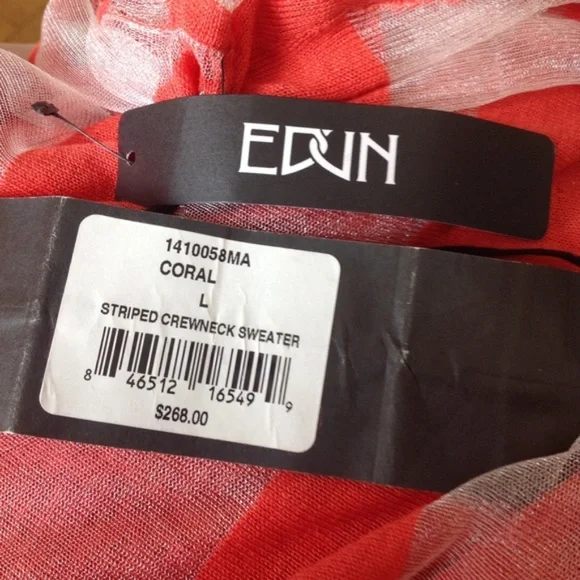 EDUN
1410058MA
CORAL
L
STRIPED CREWNECK SWEATER
8 46512 16549 9
$268.00